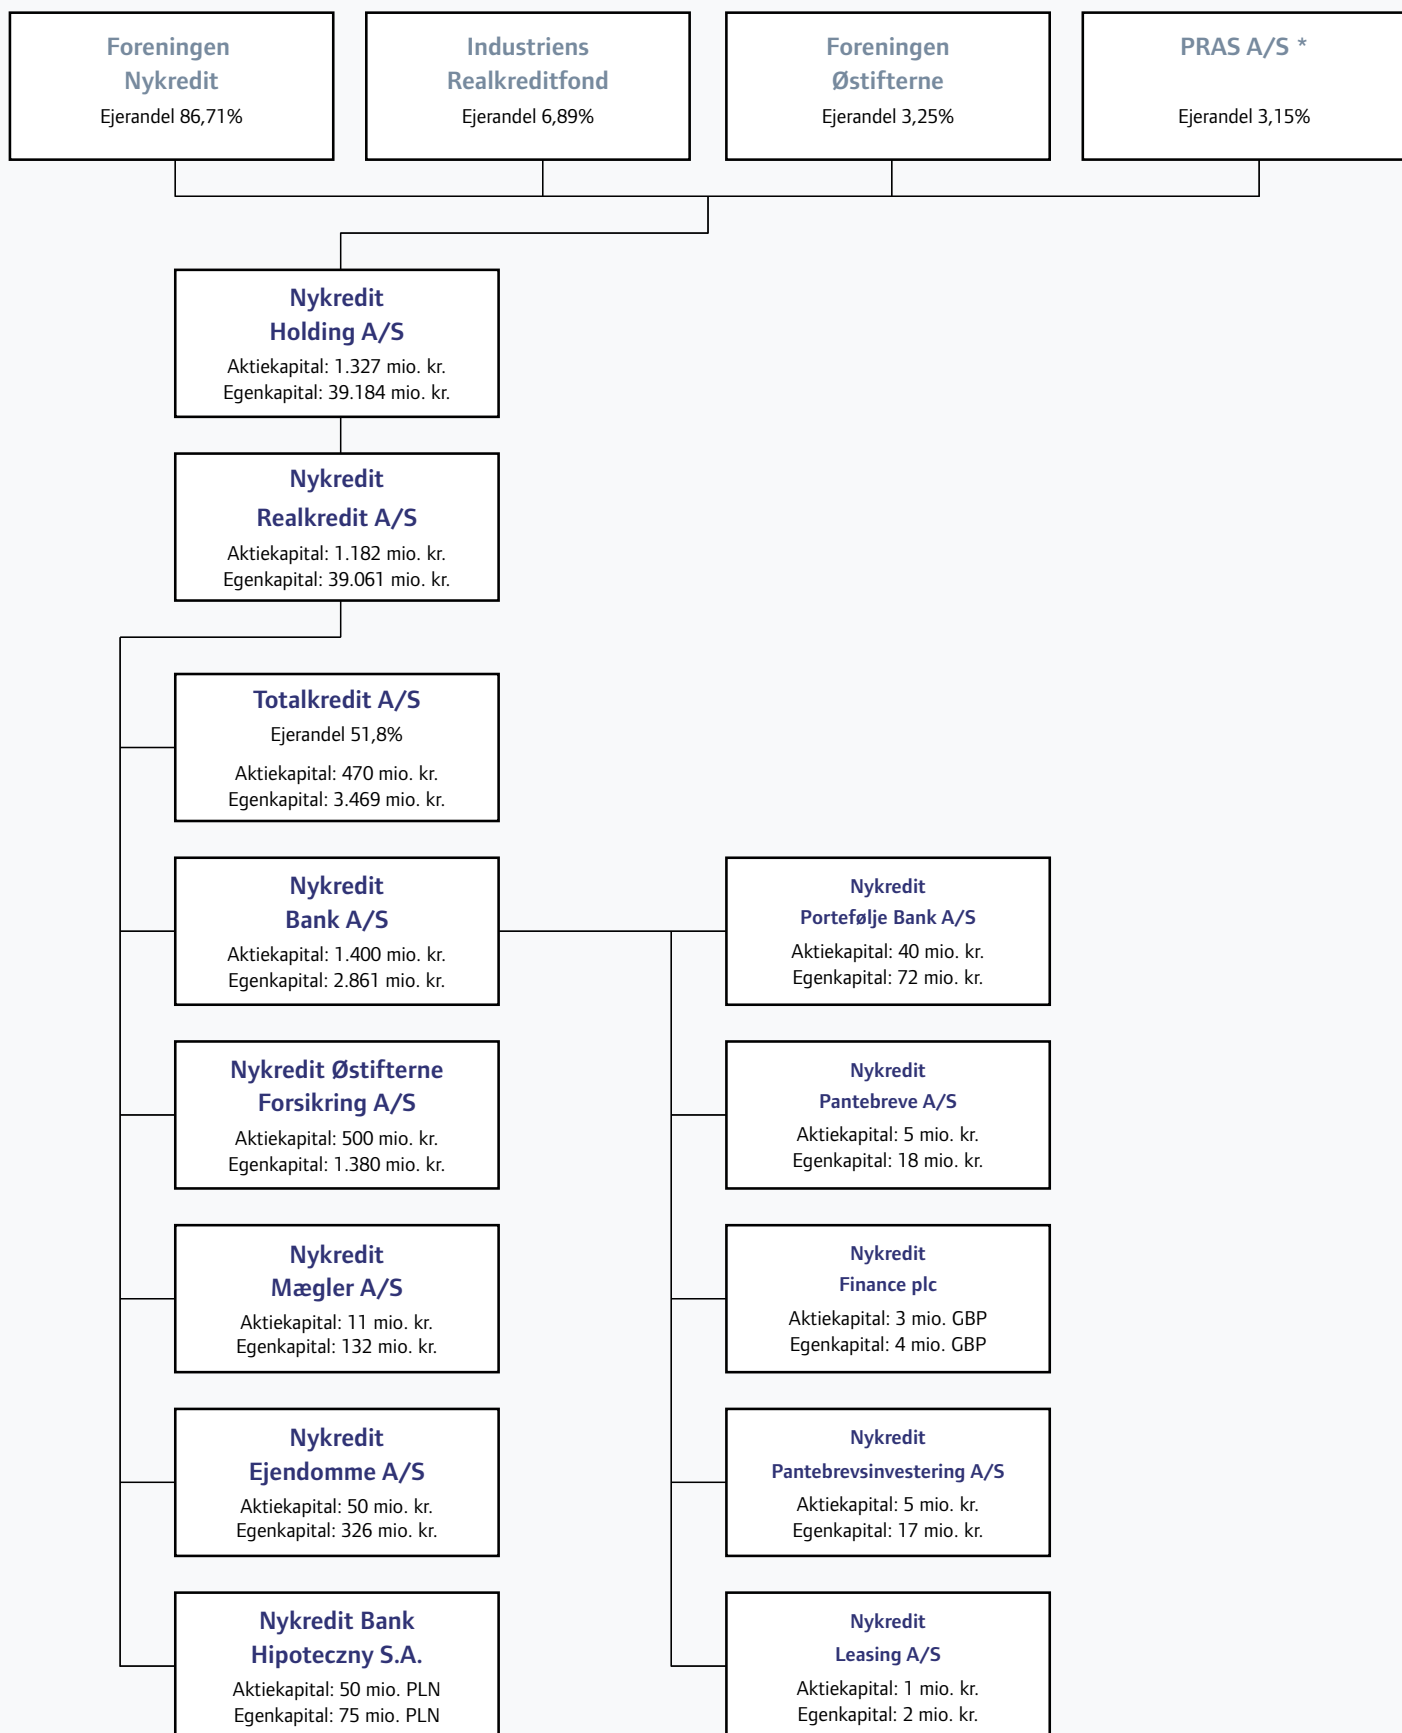 Foreningen
Nykredit
Ejerandel 86,71%
Industriens
Realkreditfond
Ejerandel 6,89%
Foreningen
Østifterne
Ejerandel 3,25%
PRAS A/S *
Ejerandel 3,15%
Nykredit
Holding A/S
Aktiekapital: 1.327 mio. kr.
Egenkapital: 39.184 mio. kr.
Nykredit
Realkredit A/S
Aktiekapital: 1.182 mio. kr.
Egenkapital: 39.061 mio. kr.
Totalkredit A/S
Ejerandel 51,8%
Aktiekapital: 470 mio. kr.
Egenkapital: 3.469 mio. kr.
Nykredit
Bank A/S
Aktiekapital: 1.400 mio. kr.
Egenkapital: 2.861 mio. kr.
Nykredit
Portefølje Bank A/S
Aktiekapital: 40 mio. kr.
Egenkapital: 72 mio. kr.
Nykredit Østifterne
Forsikring A/S
Aktiekapital: 500 mio. kr.
Egenkapital: 1.380 mio. kr.
Nykredit
Pantebreve A/S
Aktiekapital: 5 mio. kr.
Egenkapital: 18 mio. kr.
Nykredit
Mægler A/S
Aktiekapital: 11 mio. kr.
Egenkapital: 132 mio. kr.
Nykredit
Finance plc
Aktiekapital: 3 mio. GBP
Egenkapital: 4 mio. GBP
Nykredit
Ejendomme A/S
Aktiekapital: 50 mio. kr.
Egenkapital: 326 mio. kr.
Nykredit
Pantebrevsinvestering A/S
Aktiekapital: 5 mio. kr.
Egenkapital: 17 mio. kr.
Nykredit Bank
Hipoteczny S.A.
Aktiekapital: 50 mio. PLN
Egenkapital: 75 mio. PLN
Nykredit
Leasing A/S
Aktiekapital: 1 mio. kr.
Egenkapital: 2 mio. kr.